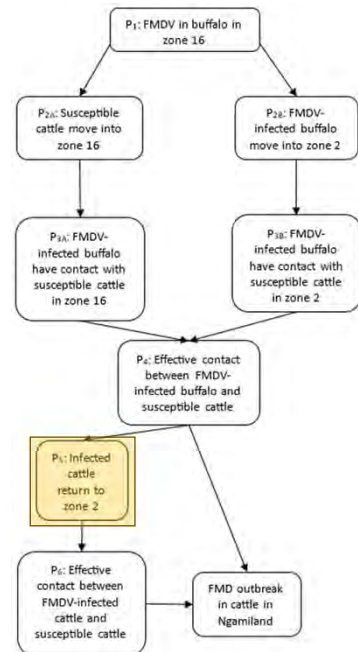 P₁: FMDV in buffalo in
zone 16
P₂ₐ: Susceptible
cattle move into
zone 16
P₂B: FMDV-
infected buffalo
move into zone 2
P₃ₐ: FMDV-
infected buffalo
have contact with
susceptible cattle
in zone 16
P₃B: FMDV-
infected buffalo
have contact with
susceptible cattle
in zone 2
P₄: Effective contact
between FMDV-
infected buffalo and
susceptible cattle
P₅: Infected
cattle
return to
zone 2
P₆: Effective
contact between
FMDV-infected
cattle and
susceptible cattle
FMD outbreak
in cattle in
Ngamiland